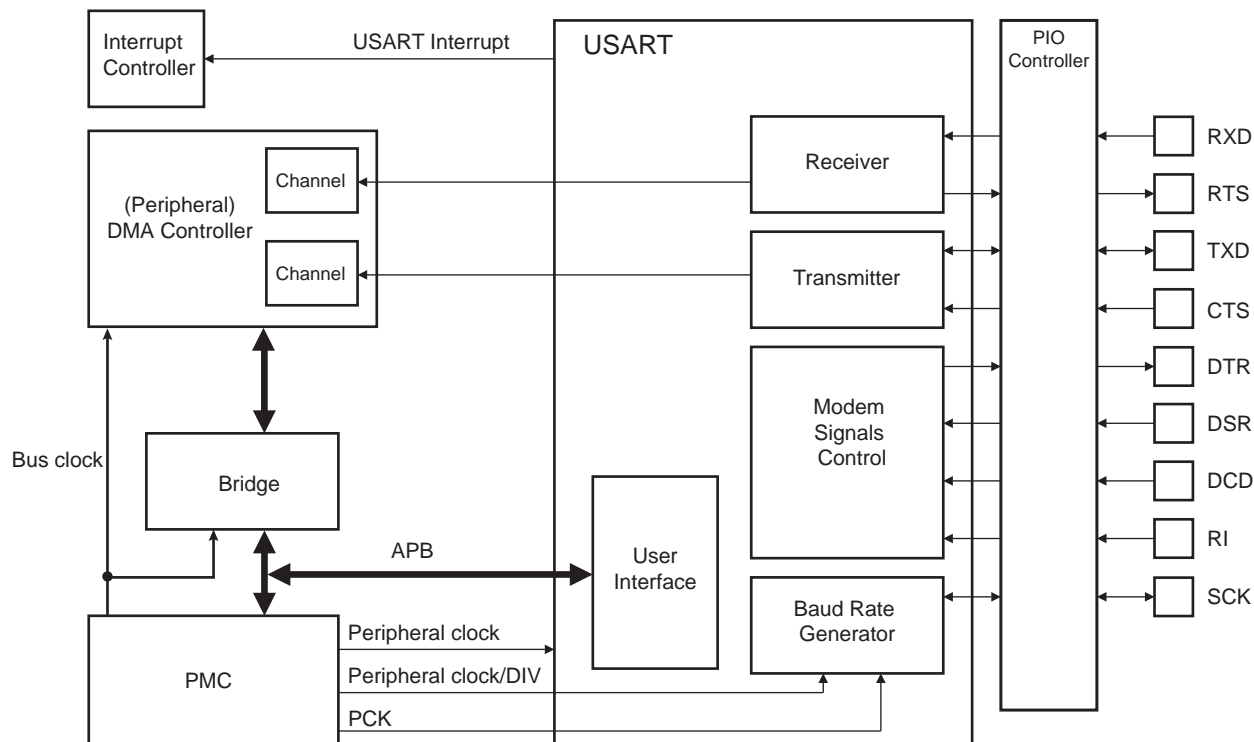 Interrupt
Controller
USART Interrupt
USART
PIO
Controller
(Peripheral)
DMA Controller
Channel
Channel
Receiver
Transmitter
Modem
Signals
Control
RXD
RTS
TXD
CTS
DTR
DSR
DCD
RI
SCK
Bus clock
Bridge
APB
User
Interface
Baud Rate
Generator
PMC
Peripheral clock
Peripheral clock/DIV
PCK